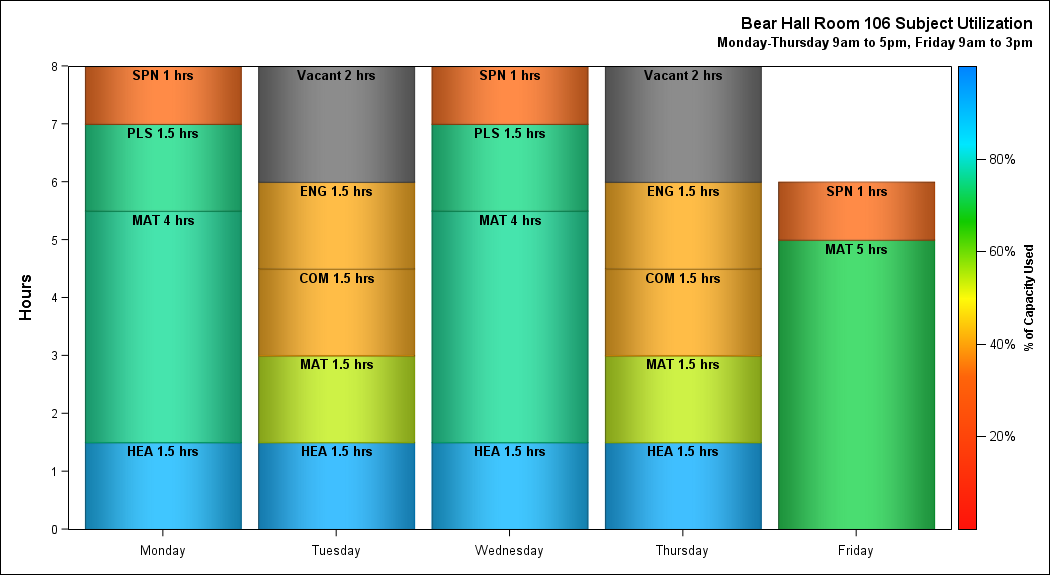 Bear Hall Room 106 Subject Utilization
Monday-Thursday 9am to 5pm, Friday 9am to 3pm
Hours
8
7
6
5
4
3
2
1
0
SPN 1 hrs
PLS 1.5 hrs
MAT 4 hrs
HEA 1.5 hrs
Vacant 2 hrs
ENG 1.5 hrs
COM 1.5 hrs
MAT 1.5 hrs
HEA 1.5 hrs
SPN 1 hrs
PLS 1.5 hrs
MAT 4 hrs
HEA 1.5 hrs
Vacant 2 hrs
ENG 1.5 hrs
COM 1.5 hrs
MAT 1.5 hrs
HEA 1.5 hrs
SPN 1 hrs
MAT 5 hrs
Monday
Tuesday
Wednesday
Thursday
Friday
80%
60%
40%
20%
% of Capacity Used